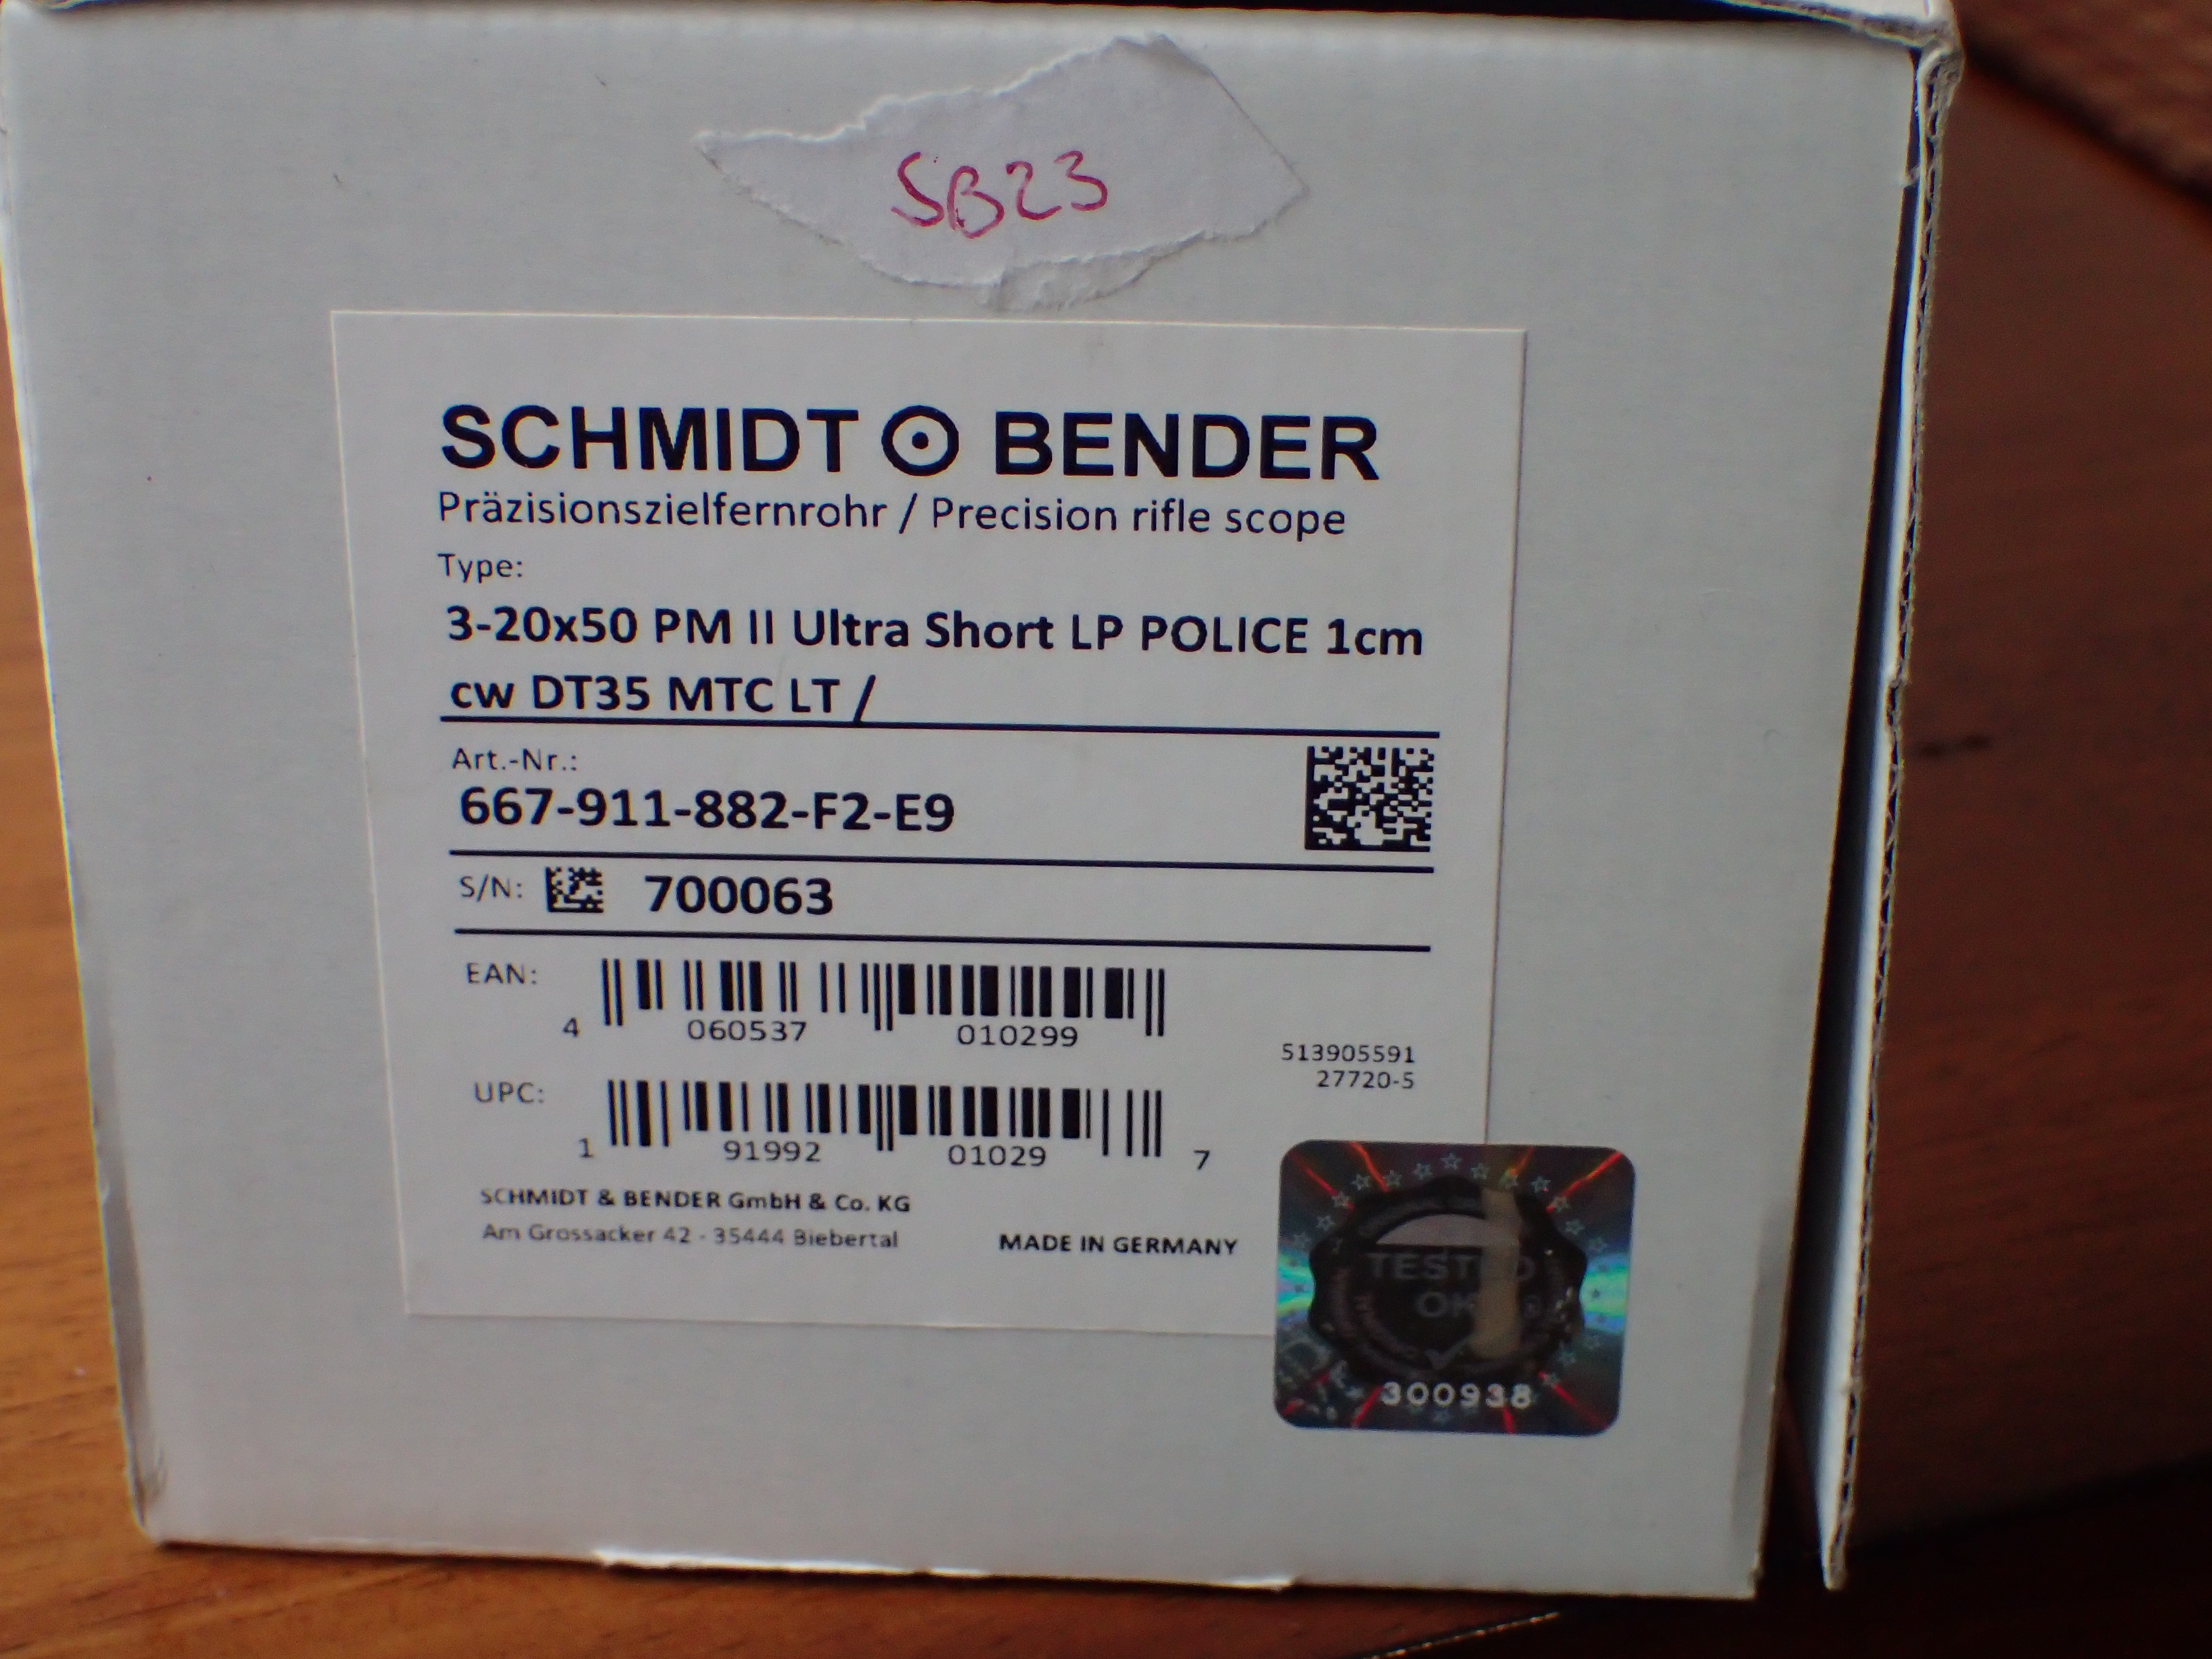 SB23
SCHMIDT BENDER
Präzisionszielfernrohr / Precision rifle scope
Type:
3-20x50 PM II Ultra Short LP POLICE 1cm
cw DT35 MTC LT /
Art.-Nr.:
667-911-882-F2-E9
S/N: 700063
EAN:
4 060537 010299
513905591
27720-5
UPC:
1 91992 01029 7
SCHMIDT & BENDER GmbH & Co. KG
Am Grossacker 42 - 35444 Biebertal
MADE IN GERMANY
TESTED
OK
300938